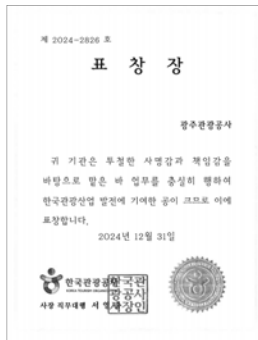 제 2024-2826 호
표 창 장
광주관광공사
귀 기관은 투철한 사명감과 책임감을
바탕으로 맡은 바 업무를 충실히 행하여
한국관광산업 발전에 기여한 공이 크므로 이에
표창합니다.
2024년 12월 31일
한국관광공사
사장 직무대행 서